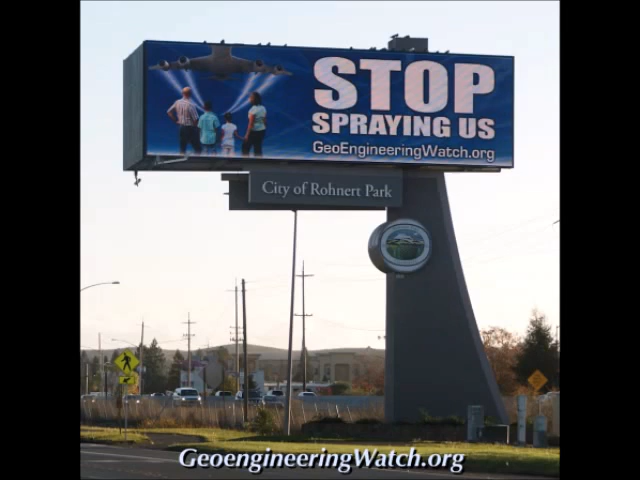 STOP
SPRAYING US
GeoEngineeringWatch.org
City of Rohnert Park
GeoengineeringWatch.org